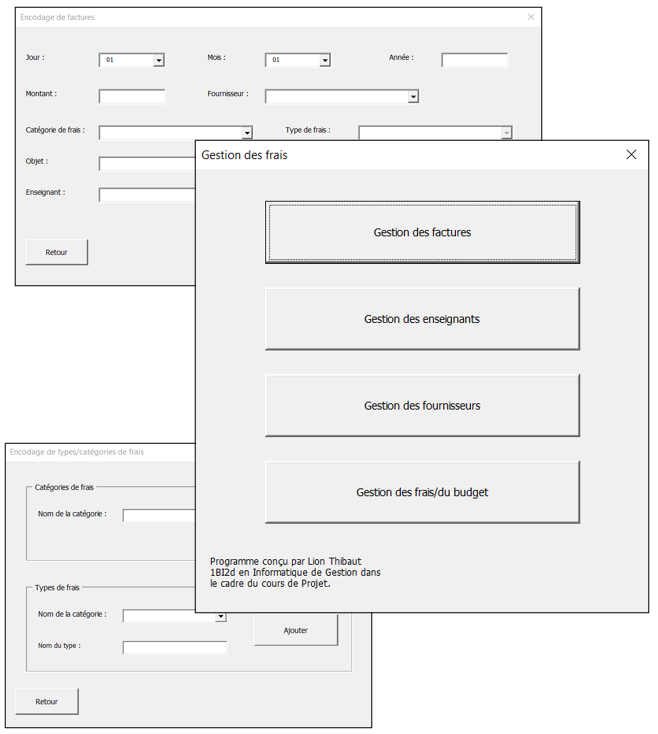 Encodage de factures
Jour :
01
Mois :
01
Année :
Montant :
Fournisseur :
Catégorie de frais :
Type de frais :
Objet :
Enseignant :
Retour
Gestion des frais
Gestion des factures
Gestion des enseignants
Gestion des fournisseurs
Gestion des frais/du budget
Programme conçu par Lion Thibaut
1BI2d en Informatique de Gestion dans
le cadre du cours de Projet.
Encodage de types/catégories de frais
Catégories de frais
Nom de la catégorie :
Types de frais
Nom de la catégorie :
Ajouter
Nom du type :
Retour